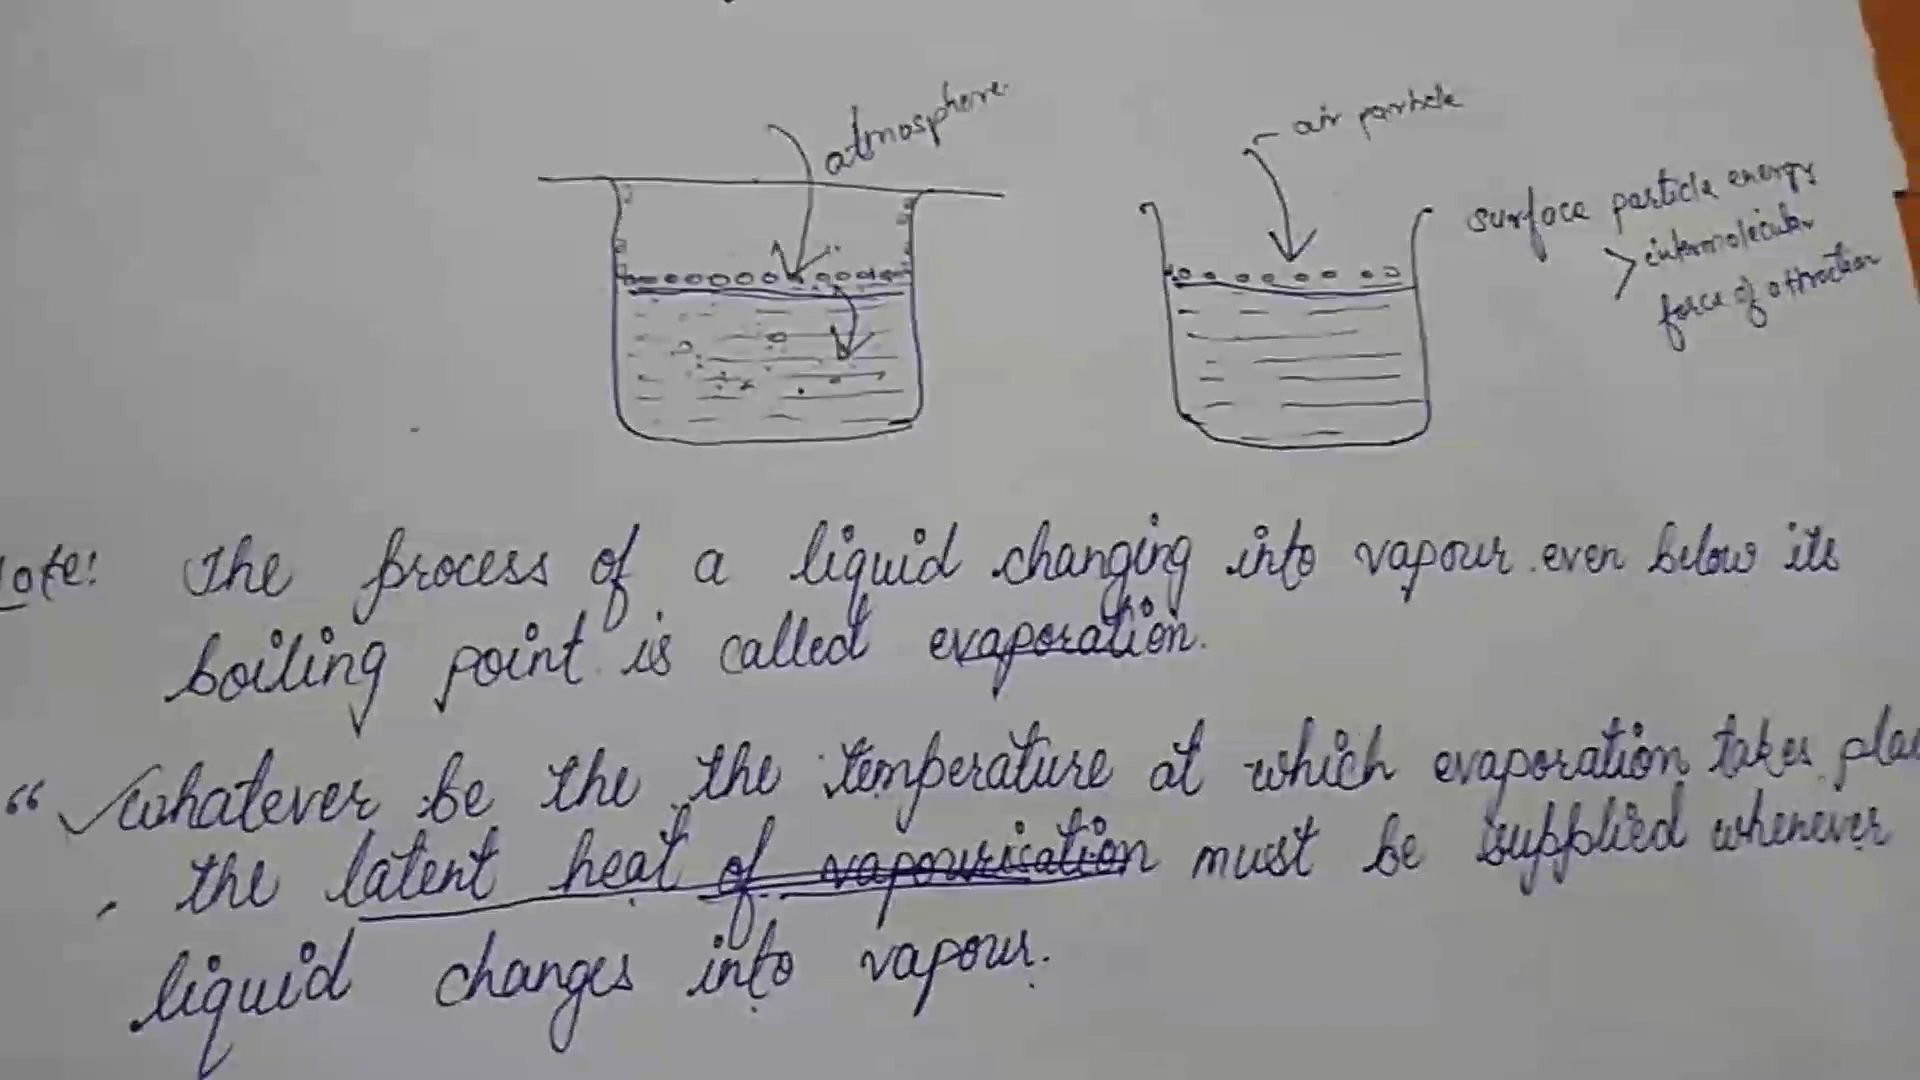 atmosphere
air particle
surface particle energy
> intermolecular
force of attraction
Note: The process of a liquid changing into vapour even below its
boiling point is called evaporation.
“ Whatever be the the temperature at which evaporation takes
the latent heat of vapourication must be supplied whenever
liquid changes into vapour.